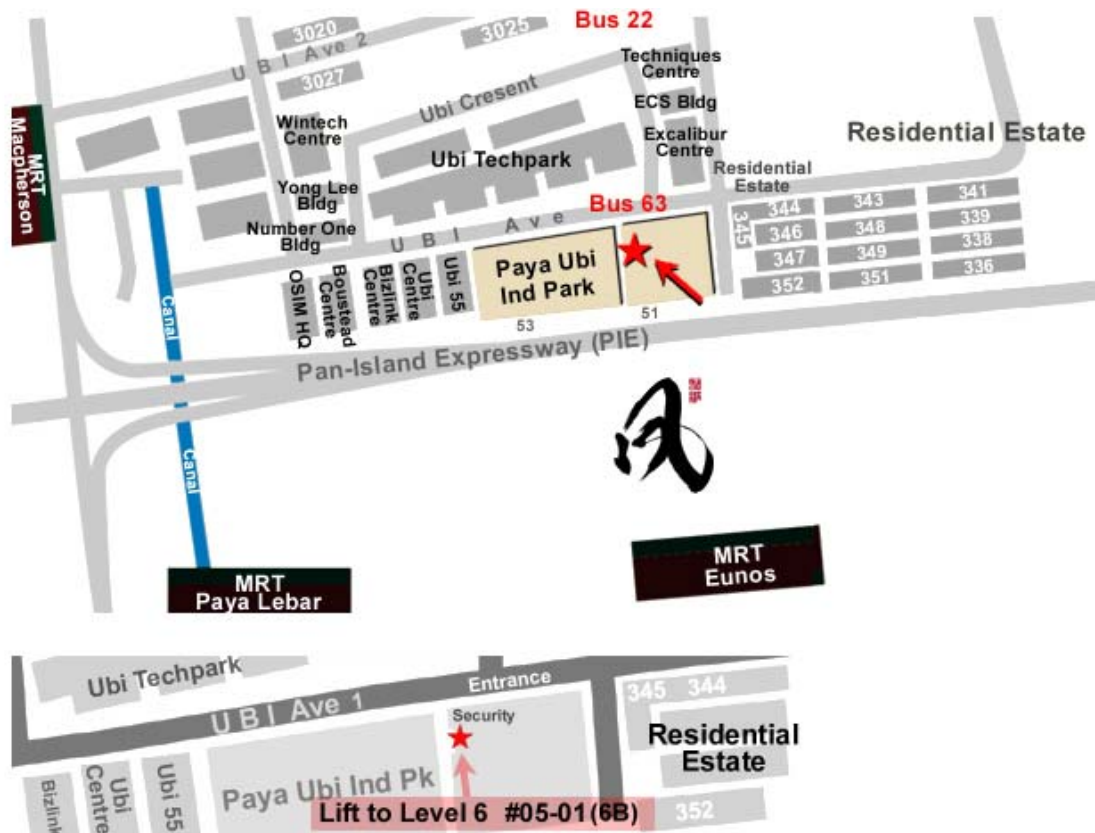 Bus 22
3020
3025
UBI Ave 2
3027
Techniques
Centre
Ubi Cresent
ECS Bldg
Wintech
Centre
Excalibur
Centre
Residential Estate
MRT
Macpherson
Ubi Techpark
Residential
Estate
Yong Lee
Bldg
Bus 63
Number One
Bldg
UBI Ave
345
344
343
341
346
348
339
347
349
338
352
351
336
OSIM HQ
Boustead
Centre
Bizlink
Centre
Ubi
Centre
Ubi 55
Paya Ubi
Ind Park
53
51
Canal
Pan-Island Expressway (PIE)
Canal
MRT
Paya Lebar
MRT
Eunos
Ubi Techpark
UBI Ave 1
Entrance
Security
345
344
Residential
Estate
Bizlink
Ubi
Centre
Ubi 55
Paya Ubi Ind Pk
Lift to Level 6 #05-01(6B)
352